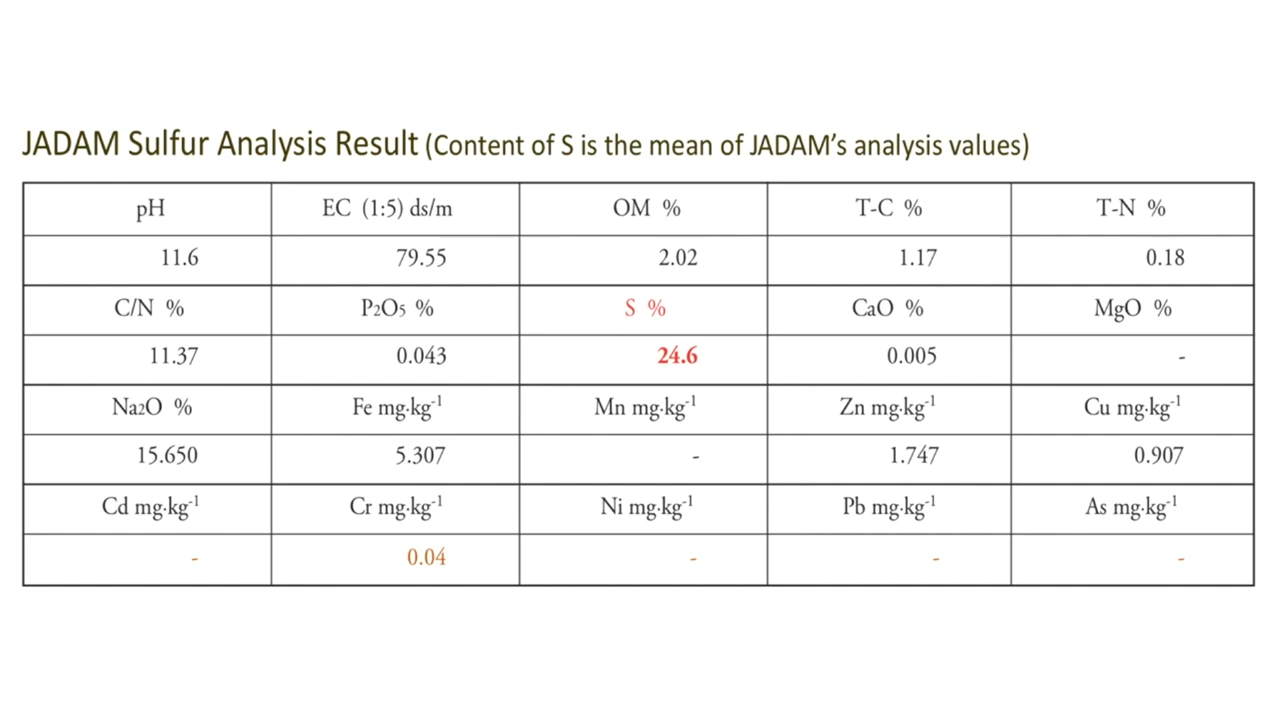 JADAM Sulfur Analysis Result (Content of S is the mean of JADAM's analysis values)
pH EC (1:5) ds/m OM % T-C % T-N %
11.6 79.55 2.02 1.17 0.18
C/N % P2O5 % S % CaO % MgO %
11.37 0.043 24.6 0.005 -
Na2O % Fe mg·kg-1 Mn mg·kg-1 Zn mg·kg-1 Cu mg·kg-1
15.650 5.307 - 1.747 0.907
Cd mg·kg-1 Cr mg·kg-1 Ni mg·kg-1 Pb mg·kg-1 As mg·kg-1
- 0.04 - - -